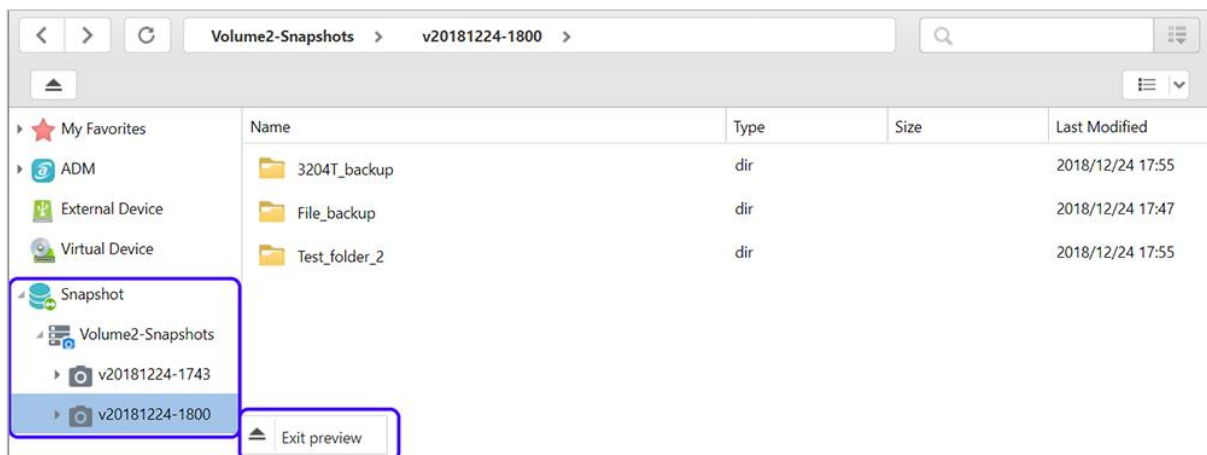 Volume2-Snapshots > v20181224-1800 >
My Favorites
ADM
External Device
Virtual Device
Snapshot
Volume2-Snapshots
v20181224-1743
v20181224-1800
Name Type Size Last Modified
3204T_backup dir 2018/12/24 17:55
File_backup dir 2018/12/24 17:47
Test_folder_2 dir 2018/12/24 17:55
Exit preview